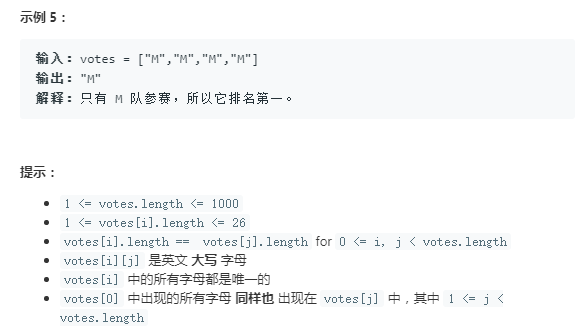 示例 5：
输入：votes = ["M","M","M","M"]
输出："M"
解释：只有 M 队参赛，所以它排名第一。
提示：
1 <= votes.length <= 1000
1 <= votes[i].length <= 26
votes[i].length == votes[j].length for 0 <= i, j < votes.length
votes[i][j] 是英文 大写 字母
votes[i] 中的所有字母都是唯一的
votes[0] 中出现的所有字母 同样也 出现在 votes[j] 中，其中 1 <= j <
votes.length